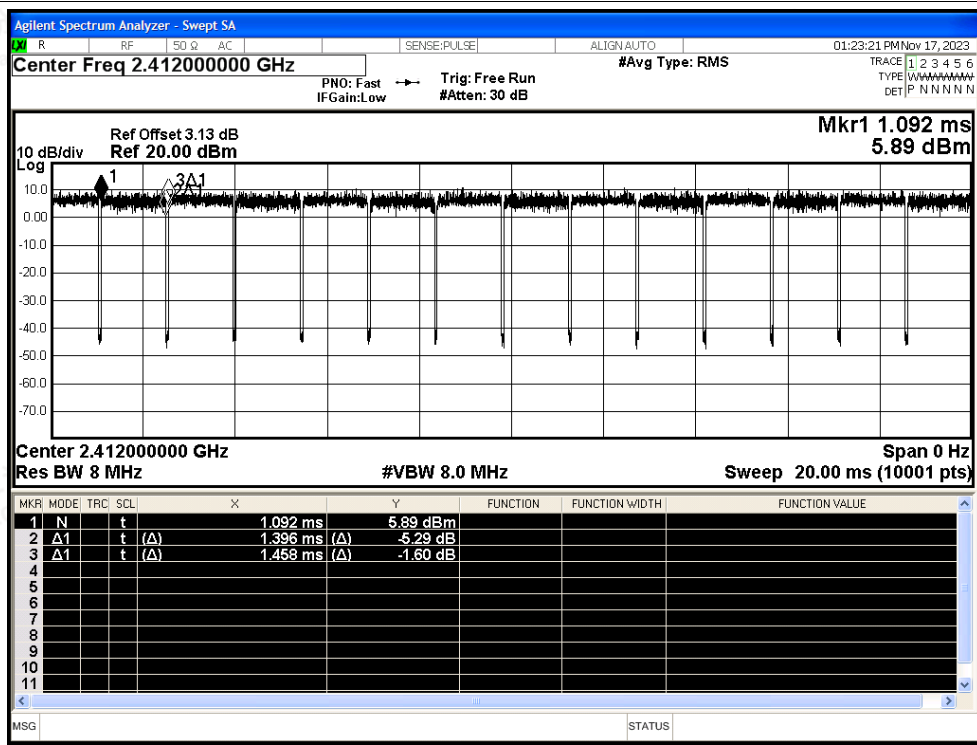 Agilent Spectrum Analyzer - Swept SA
LXI R RF 50 Ω AC SENSE:PULSE ALIGN AUTO 01:23:21 PM Nov 17, 2023
Center Freq 2.412000000 GHz #Avg Type: RMS TRACE 1 2 3 4 5 6
PNO: Fast Trig: Free Run TYPE
IFGain:Low #Atten: 30 dB DET P N N N N N
Mkr1 1.092 ms
Ref Offset 3.13 dB
10 dB/div Ref 20.00 dBm 5.89 dBm
Log
1 3Δ1
2Δ1
10.0
0.00
-10.0
-20.0
-30.0
-40.0
-50.0
-60.0
-70.0
Center 2.412000000 GHz Span 0 Hz
Res BW 8 MHz #VBW 8.0 MHz Sweep 20.00 ms (10001 pts)
MKR MODE TRC SCL X Y FUNCTION FUNCTION WIDTH FUNCTION VALUE
1 N t 1.092 ms 5.89 dBm
2 Δ1 t (Δ) 1.396 ms (Δ) -5.29 dB
3 Δ1 t (Δ) 1.458 ms (Δ) -1.60 dB
4
5
6
7
8
9
10
11
MSG STATUS